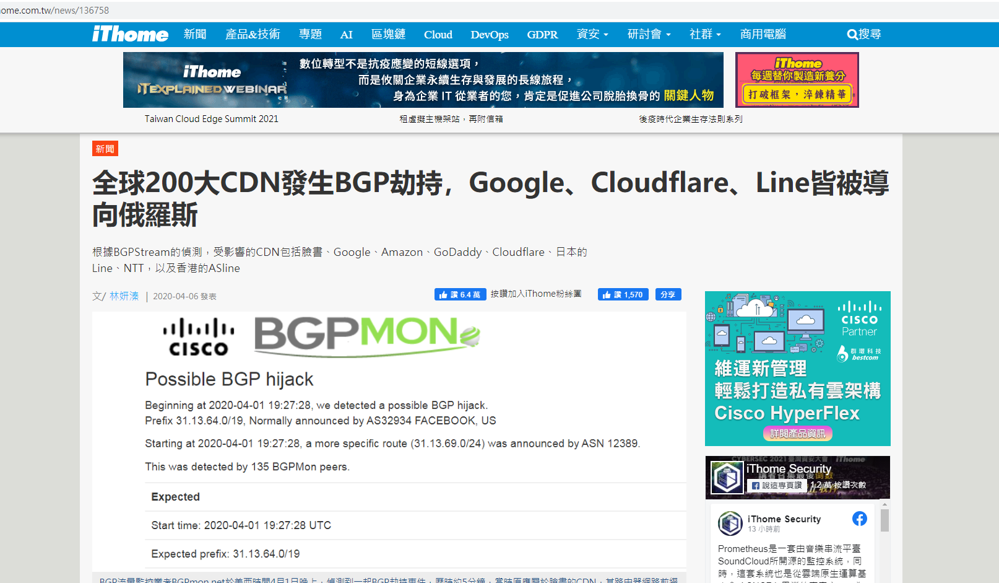 ome.com.tw/news/136758
iThome 新聞 產品&技術 專題 AI 區塊鏈 Cloud DevOps GDPR 資安 研討會 社群 商用電腦 搜尋
iThome
IT EXPLAINED WEBINAR
數位轉型不是抗疫應變的短線選項，
而是攸關企業永續生存與發展的長線旅程，
身為企業 IT 從業者的您，肯定是促進公司脫胎換骨的 關鍵人物
iThome
每週替你製造新養分
打破框架，淬鍊精華
Taiwan Cloud Edge Summit 2021
租虛擬主機架站，再附信箱
後疫時代企業生存法則系列
新聞
全球200大CDN發生BGP劫持，Google、Cloudflare、Line皆被導
向俄羅斯
根據BGPStream的偵測，受影響的CDN包括臉書、Google、Amazon、GoDaddy、Cloudflare、日本的
Line、NTT，以及香港的ASline
文/ 林妍溱 | 2020-04-06 發表
讚 6.4 萬 按讚加入iThome粉絲團 讚 1,570 分享
CISCO
BGPMON
Possible BGP hijack
Beginning at 2020-04-01 19:27:28, we detected a possible BGP hijack.
Prefix 31.13.64.0/19, Normally announced by AS32934 FACEBOOK, US
Starting at 2020-04-01 19:27:28, a more specific route (31.13.69.0/24) was announced by ASN 12389.
This was detected by 135 BGPMon peers.
Expected
Start time: 2020-04-01 19:27:28 UTC
Expected prefix: 31.13.64.0/19
BGP流量監控業者BGPmon.net於美西時間4月1日晚上，偵測到一起BGP劫持事件，歷時約5分鐘，當時原應屬於臉書的CDN，其路由器網路前綴
CISCO
Partner
群環科技
bestcom
維運新管理
輕鬆打造私有雲架構
Cisco HyperFlex
詳閱產品資訊
CYBERSEC 2021 臺灣資安大會 iThome
iThome Security
說這專頁讚 1.2 萬 按讚次數
iThome Security
13 小時前
Prometheus是一套由音樂串流平臺
SoundCloud所開源的監控系統，同
時，這套系統也是從雲端原生運算基